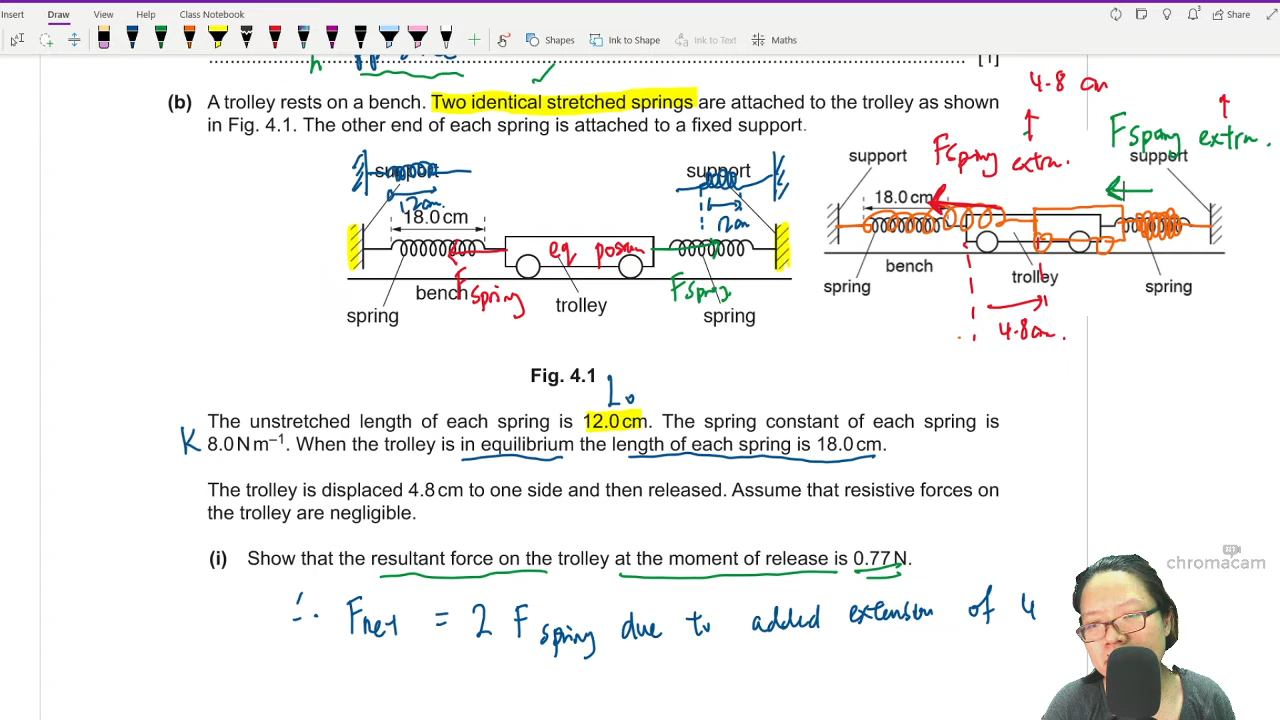 Insert Draw View Help Class Notebook Share
Shapes Ink to Shape Ink to Text Maths
[1]
4.8 cm
(b) A trolley rests on a bench. Two identical stretched springs are attached to the trolley as shown
in Fig. 4.1. The other end of each spring is attached to a fixed support.
Fspring extra.
Fspring extra.
support support
12cm
12cm
18.0 cm
eq
Fspring
Fspring
bench
spring trolley spring
support support
18.0 cm
bench trolley
spring spring
4.8cm.
Fig. 4.1
L₀
The unstretched length of each spring is 12.0 cm. The spring constant of each spring is
K 8.0 N m⁻¹. When the trolley is in equilibrium the length of each spring is 18.0 cm.
The trolley is displaced 4.8 cm to one side and then released. Assume that resistive forces on
the trolley are negligible.
(i) Show that the resultant force on the trolley at the moment of release is 0.77 N.
∴ Fnet = 2 Fspring due to added extension of 4
chromacam